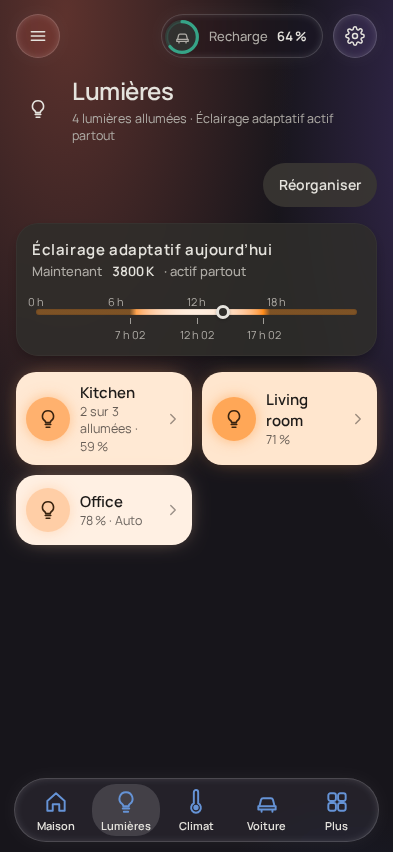 Recharge 64 %
Lumières
4 lumières allumées · Éclairage adaptatif actif
partout
Réorganiser
Éclairage adaptatif aujourd’hui
Maintenant 3800 K · actif partout
0 h 6 h 12 h 18 h
7 h 02 12 h 02 17 h 02
Kitchen
2 sur 3
allumées ·
59 %
Living
room
71 %
Office
78 % · Auto
Maison Lumières Climat Voiture Plus